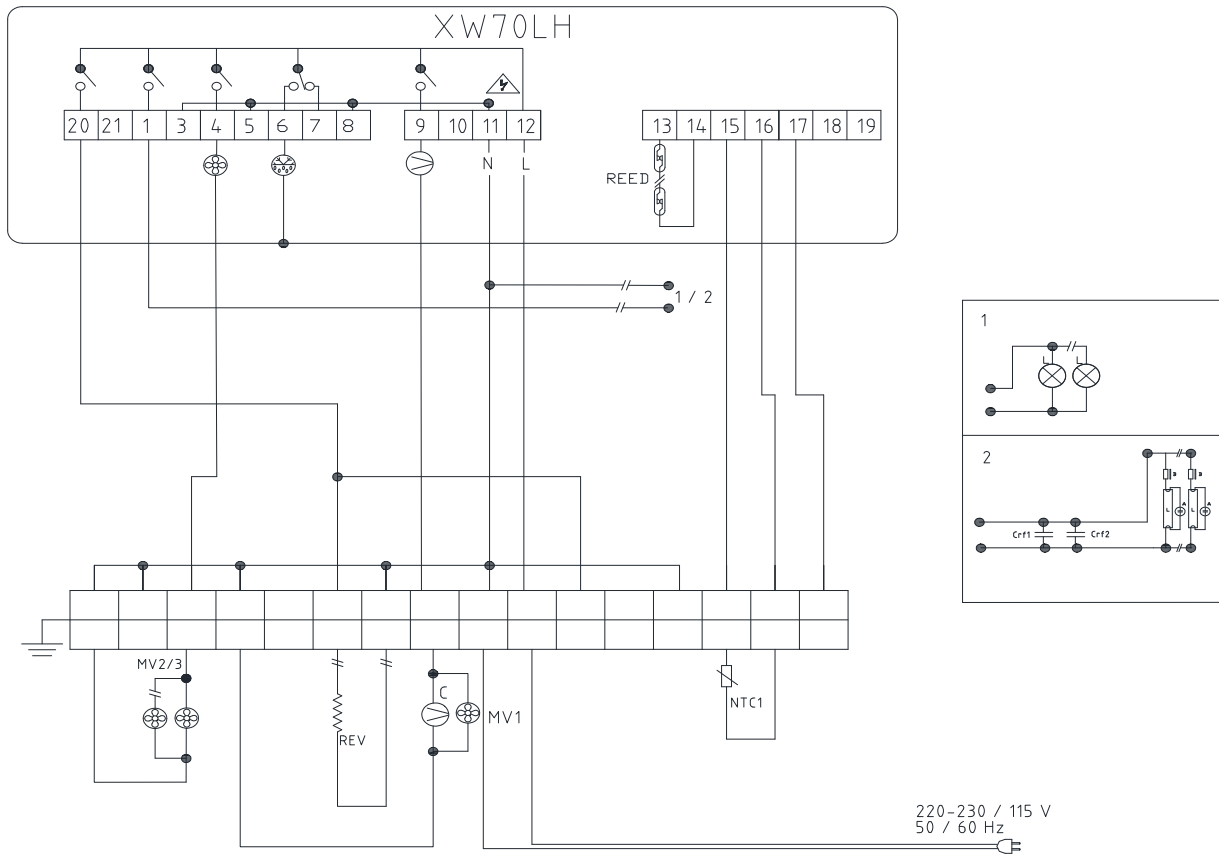 XW70LH
20 21 1 3 4 5 6 7 8 9 10 11 12 13 14 15 16 17 18 19
N L
REED
1 / 2
1
L L
2
B B
L A L A
Crf1 Crf2
MV2/3
C
MV1
NTC1
REV
220-230 / 115 V
50 / 60 Hz